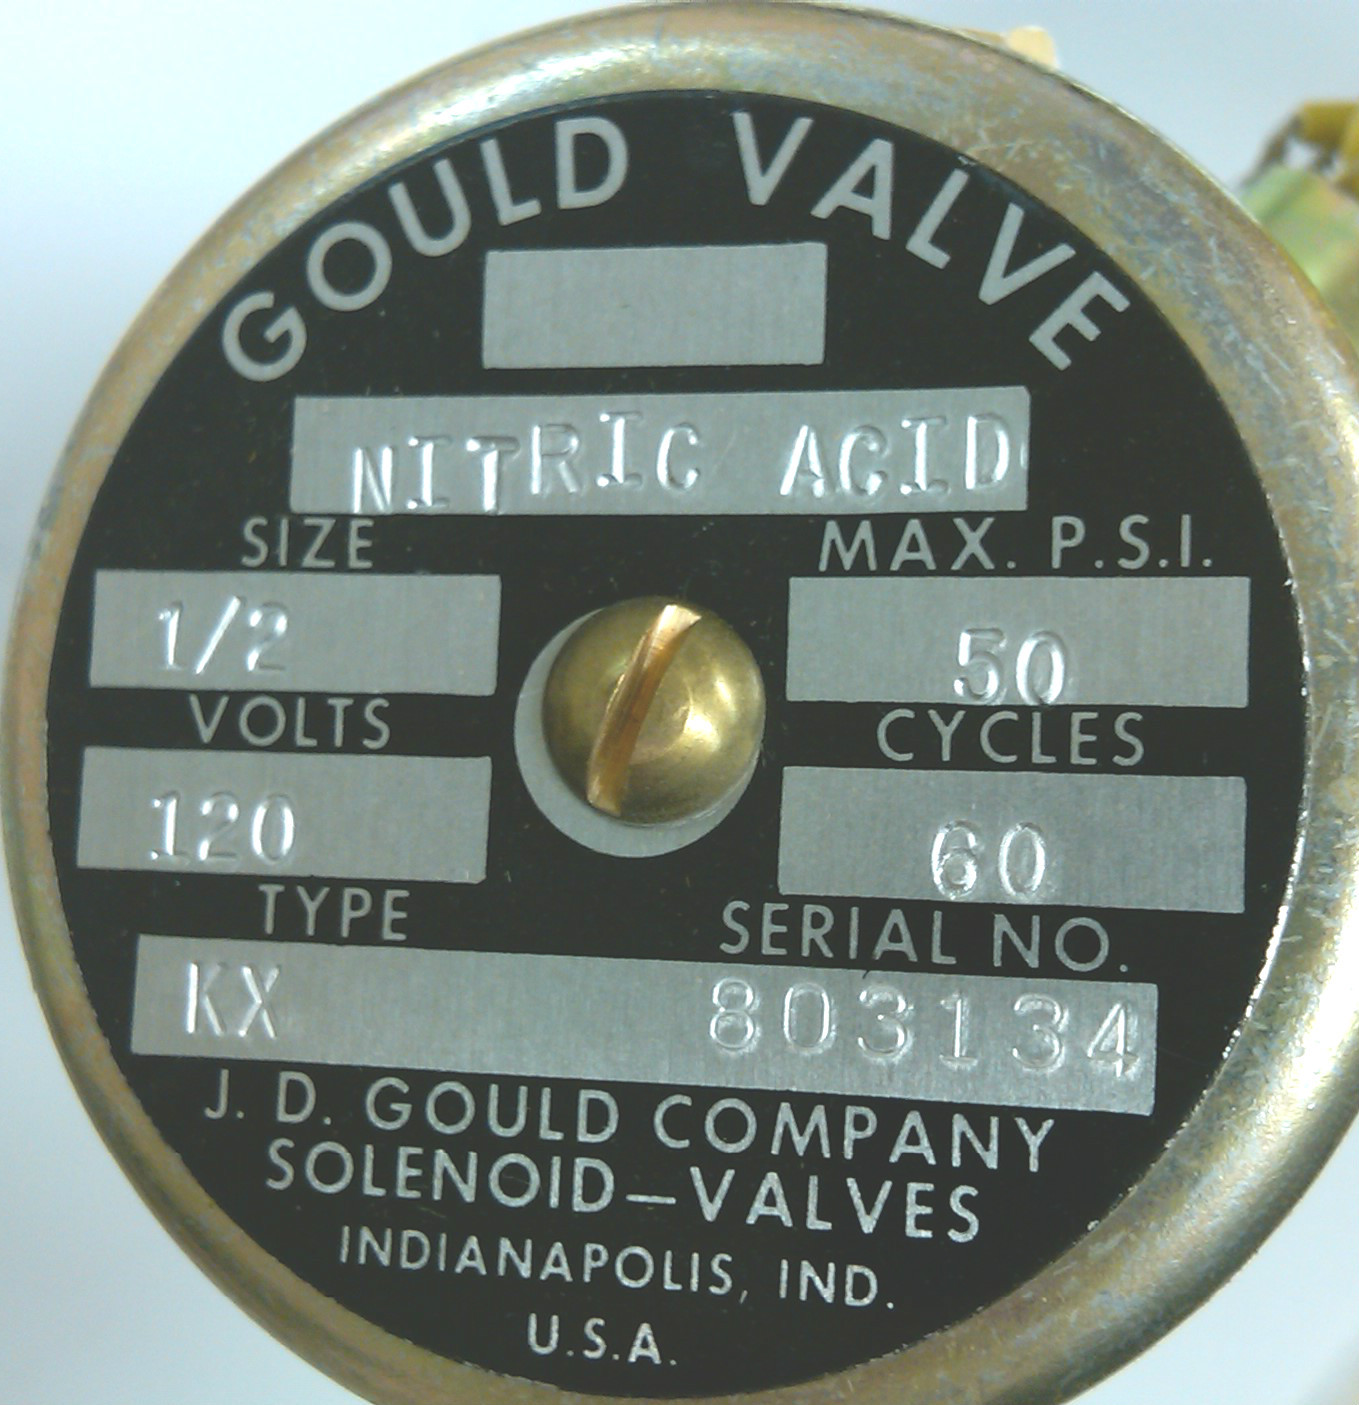 GOULD VALVE
NITRIC ACID
SIZE MAX. P.S.I.
1/2 50
VOLTS CYCLES
120 60
TYPE SERIAL NO.
KX 803134
J. D. GOULD COMPANY
SOLENOID—VALVES
INDIANAPOLIS, IND.
U.S.A.